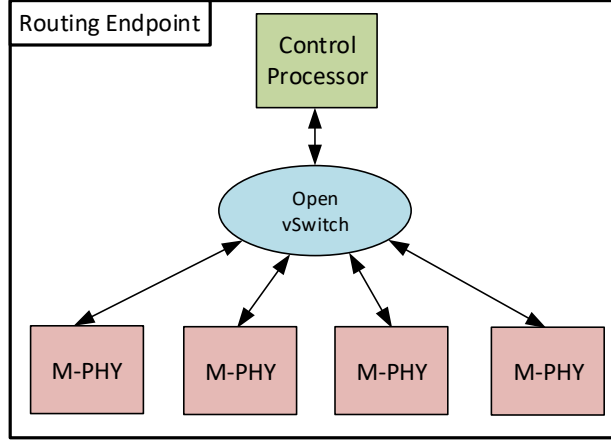 Routing Endpoint
Control
Processor
Open
vSwitch
M-PHY
M-PHY
M-PHY
M-PHY